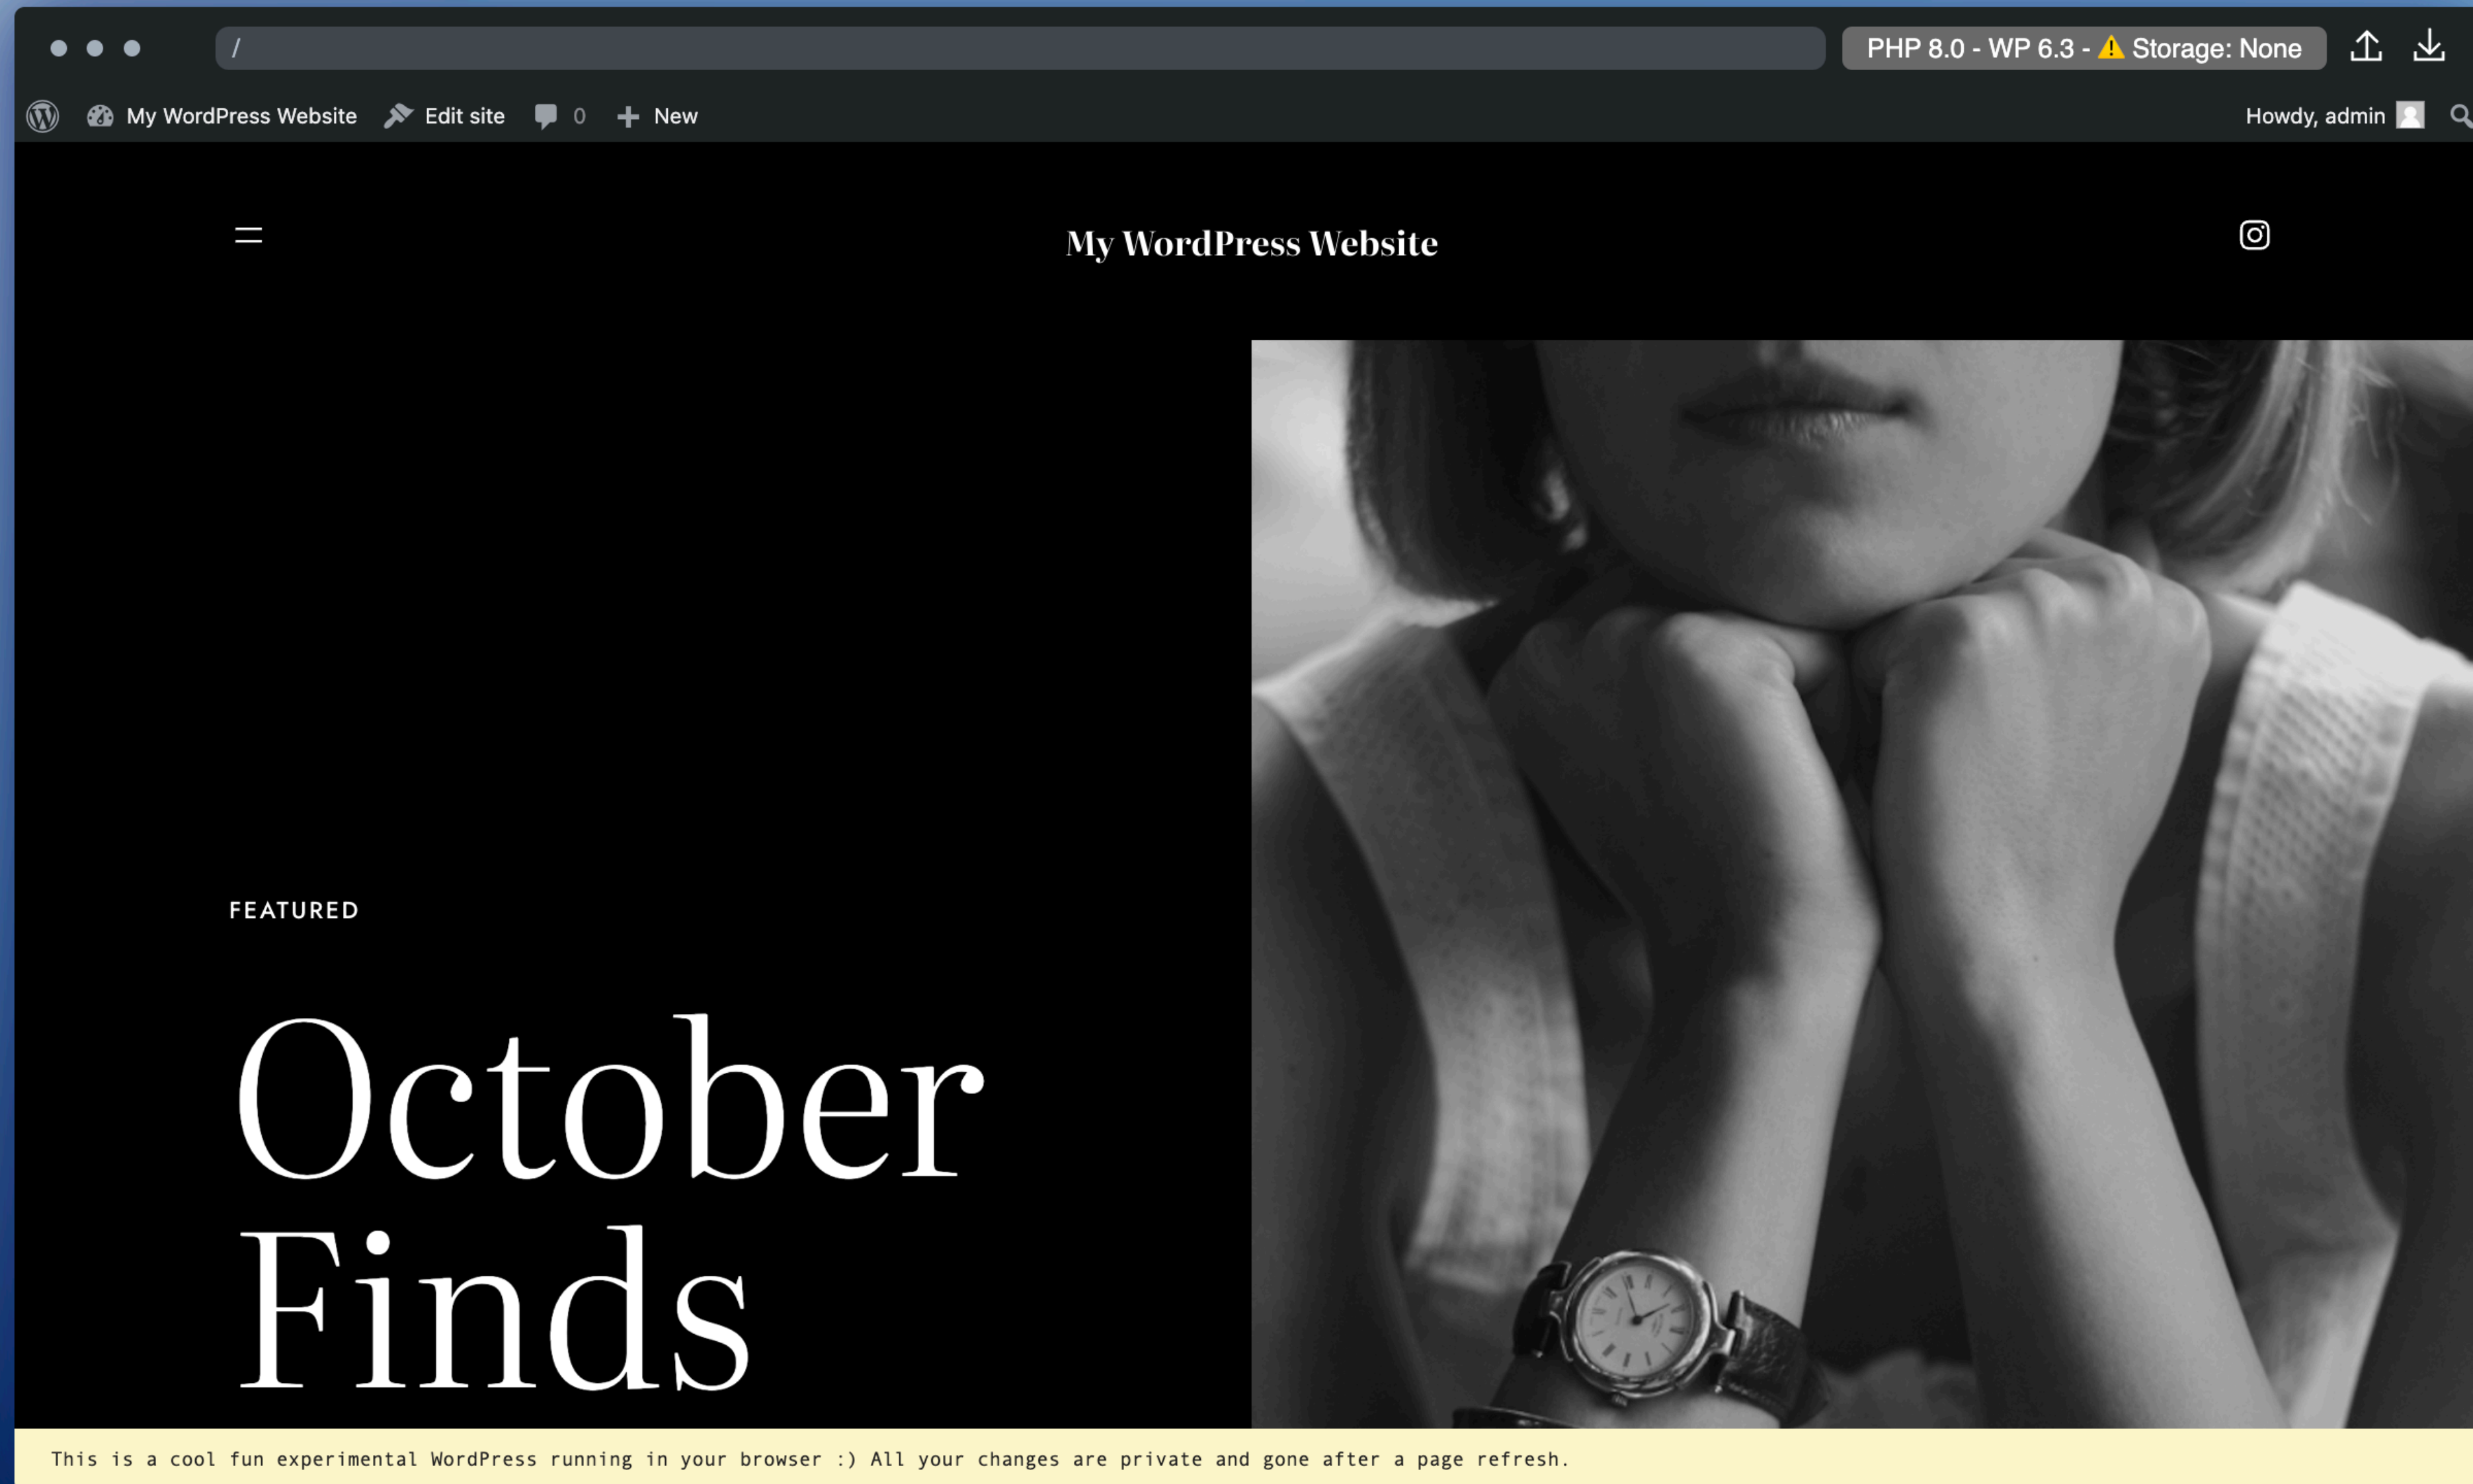 /
PHP 8.0 - WP 6.3 - ⚠️ Storage: None
My WordPress Website
Edit site
0
New
Howdy, admin
My WordPress Website
FEATURED
October
Finds
This is a cool fun experimental WordPress running in your browser :) All your changes are private and gone after a page refresh.